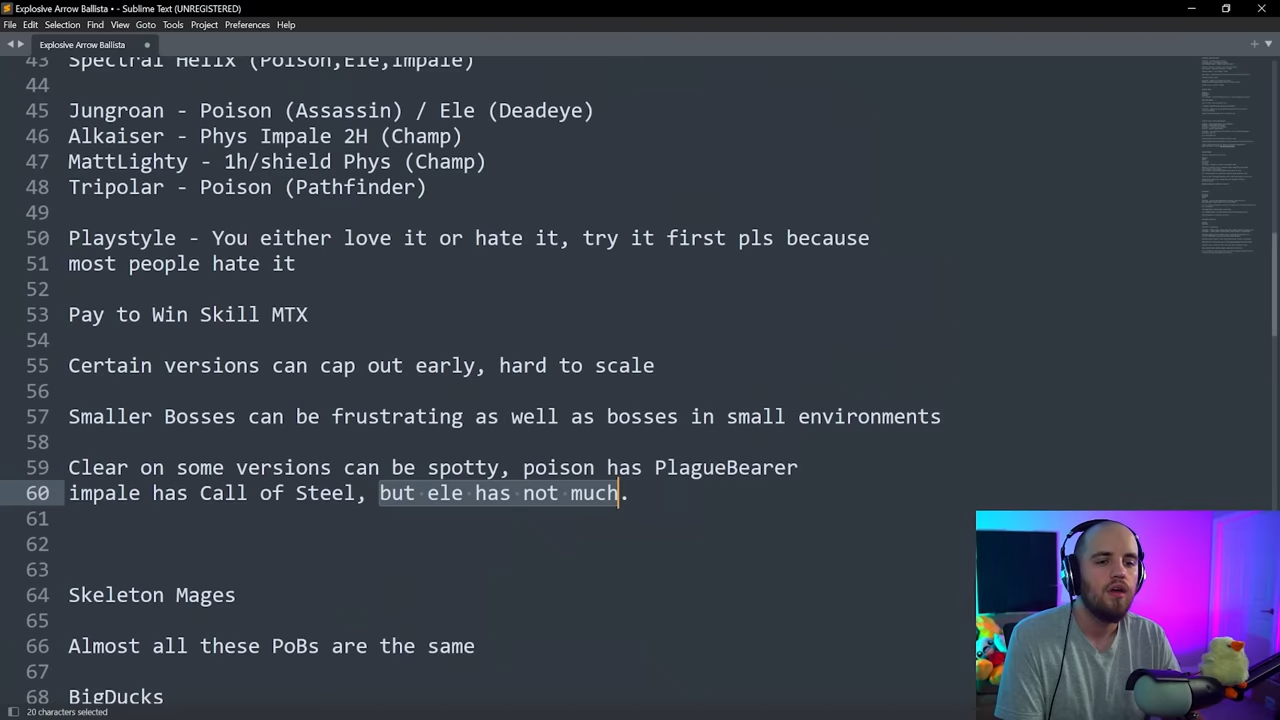 Explosive Arrow Ballista • - Sublime Text (UNREGISTERED)
File Edit Selection Find View Goto Tools Project Preferences Help
Explosive Arrow Ballista
43 Spectral Helix (Poison,Ele,Impale)
44
45 Jungroan - Poison (Assassin) / Ele (Deadeye)
46 Alkaiser - Phys Impale 2H (Champ)
47 MattLighty - 1h/shield Phys (Champ)
48 Tripolar - Poison (Pathfinder)
49
50 Playstyle - You either love it or hate it, try it first pls because
51 most people hate it
52
53 Pay to Win Skill MTX
54
55 Certain versions can cap out early, hard to scale
56
57 Smaller Bosses can be frustrating as well as bosses in small environments
58
59 Clear on some versions can be spotty, poison has PlagueBearer
60 impale has Call of Steel, but ele has not much.
61
62
63
64 Skeleton Mages
65
66 Almost all these PoBs are the same
67
68 BigDucks
20 characters selected